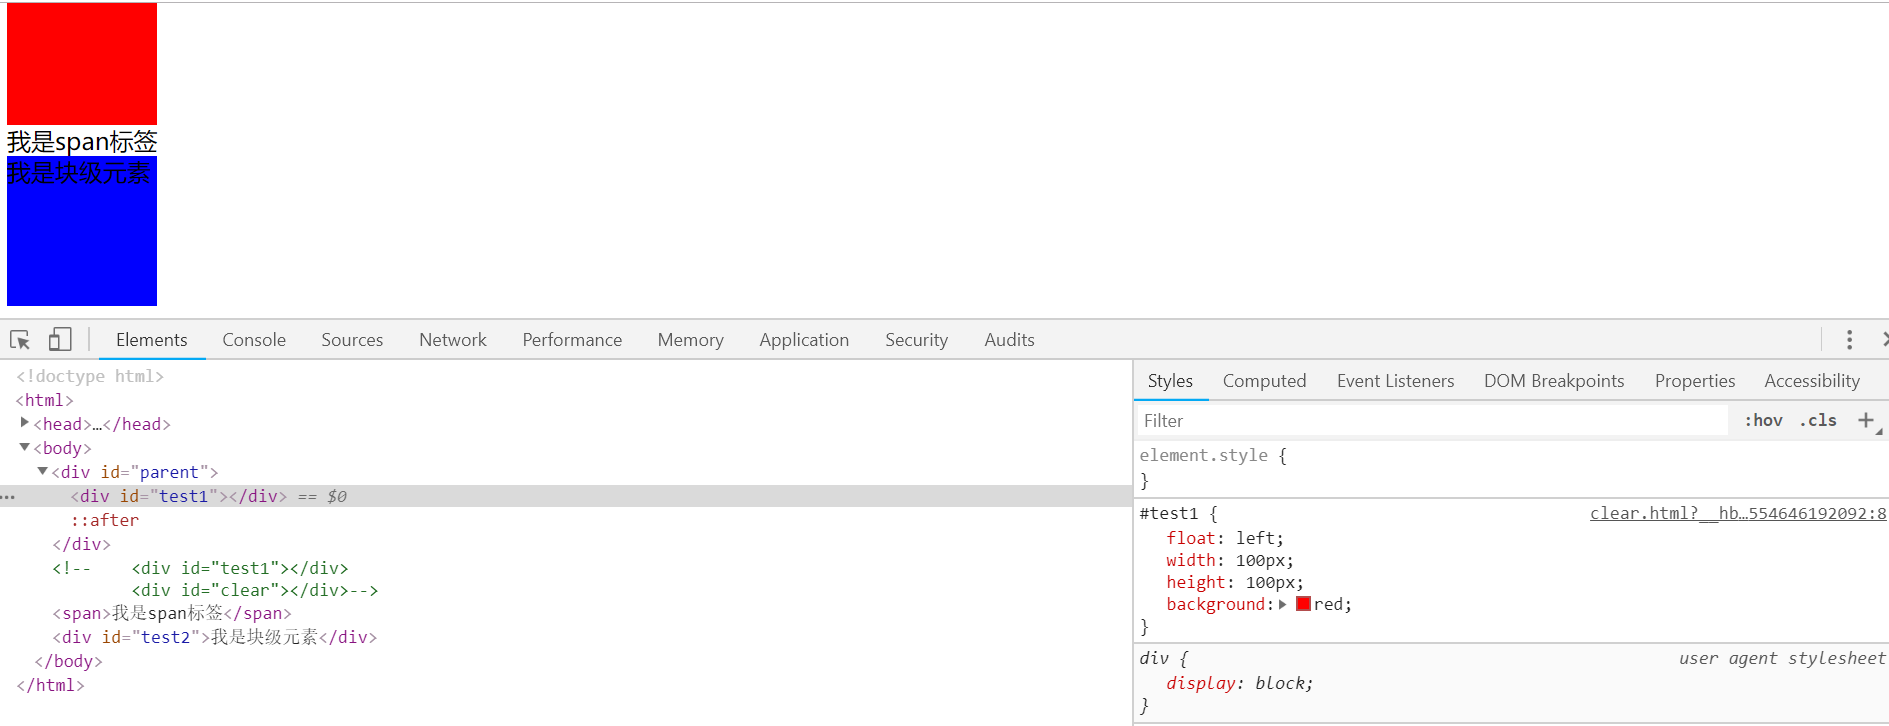 我是span标签
我是块级元素
Elements Console Sources Network Performance Memory Application Security Audits
<!doctype html>
<html>
<head>…</head>
<body>
<div id="parent">
<div id="test1"></div> == $0
::after
</div>
<!-- <div id="test1"></div>
<div id="clear"></div>-->
<span>我是span标签</span>
<div id="test2">我是块级元素</div>
</body>
</html>
Styles Computed Event Listeners DOM Breakpoints Properties Accessibility
Filter :hov .cls +
element.style {
}
#test1 { clear.html?__hb…554646192092:8
float: left;
width: 100px;
height: 100px;
background: red;
}
div { user agent stylesheet
display: block;
}